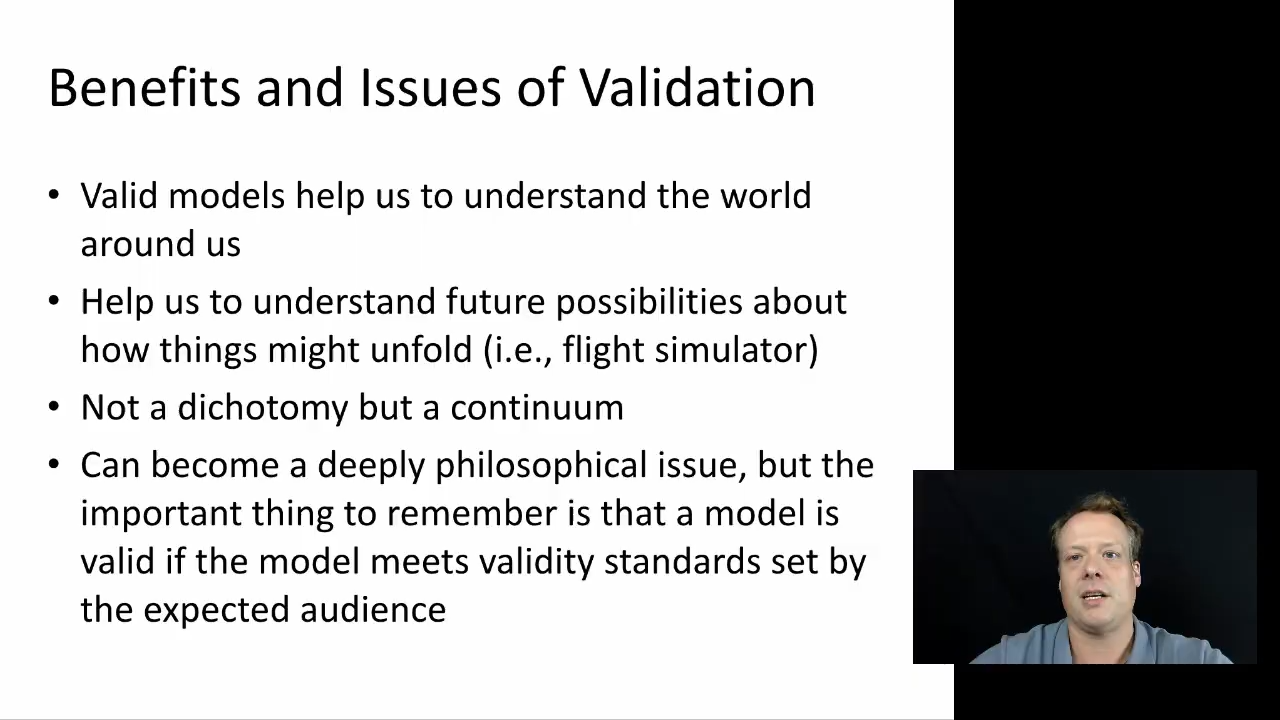 Benefits and Issues of Validation
• Valid models help us to understand the world
around us
• Help us to understand future possibilities about
how things might unfold (i.e., flight simulator)
• Not a dichotomy but a continuum
• Can become a deeply philosophical issue, but the
important thing to remember is that a model is
valid if the model meets validity standards set by
the expected audience